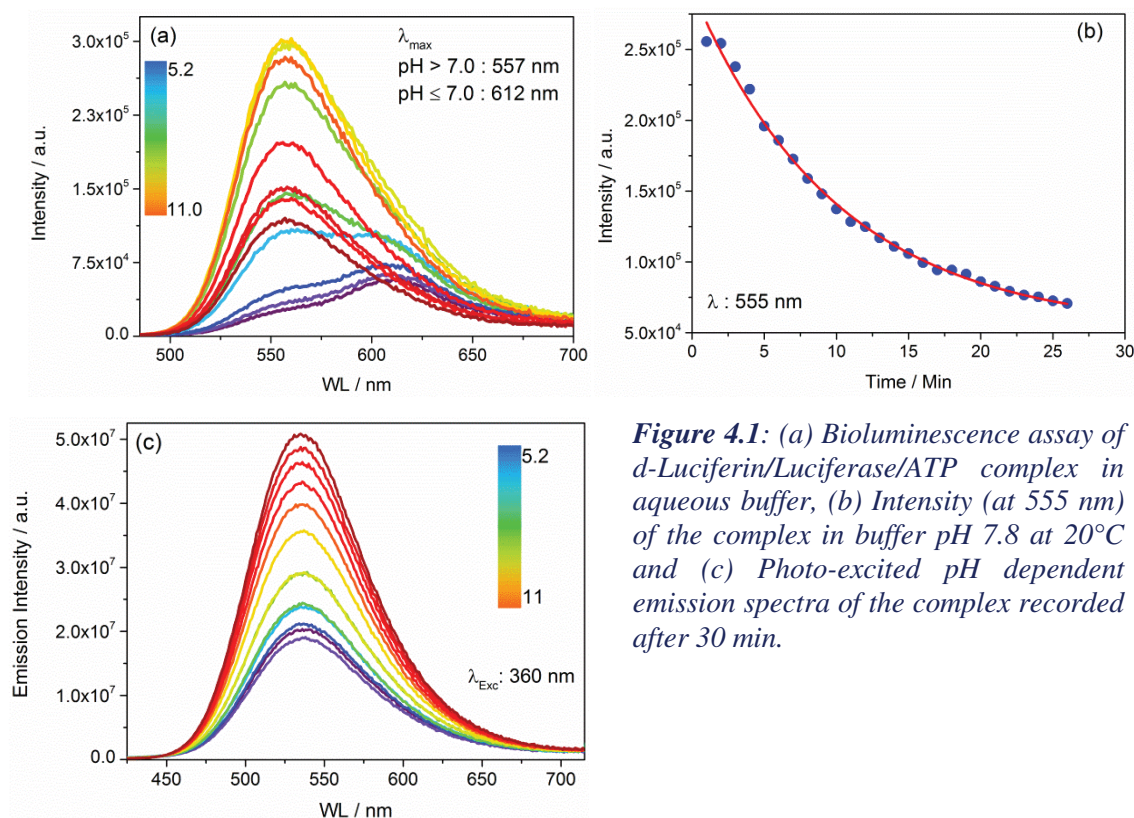 (a)
λmax
pH > 7.0 : 557 nm
pH ≤ 7.0 : 612 nm
5.2
11.0
3.0x10⁵
2.3x10⁵
1.5x10⁵
7.5x10⁴
0.0
Intensity / a.u.
500 550 600 650 700
WL / nm
(b)
2.5x10⁵
2.0x10⁵
1.5x10⁵
1.0x10⁵
5.0x10⁴
Intensity / a.u.
λ : 555 nm
0 5 10 15 20 25 30
Time / Min
(c)
5.2
11
5.0x10⁷
4.0x10⁷
3.0x10⁷
2.0x10⁷
1.0x10⁷
0.0
Emission Intensity / a.u.
λExc: 360 nm
450 500 550 600 650 700
WL / nm
Figure 4.1: (a) Bioluminescence assay of
d-Luciferin/Luciferase/ATP complex in
aqueous buffer, (b) Intensity (at 555 nm)
of the complex in buffer pH 7.8 at 20°C
and (c) Photo-excited pH dependent
emission spectra of the complex recorded
after 30 min.